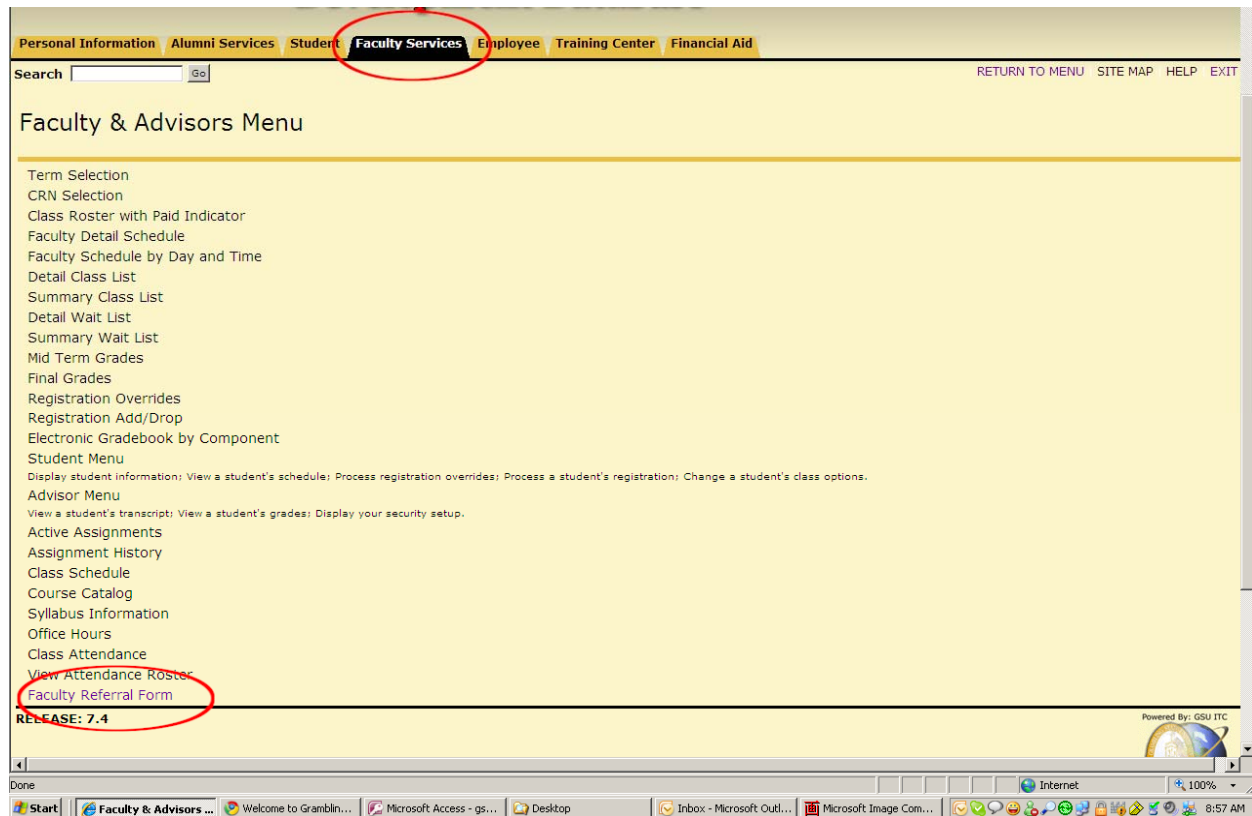 Personal Information Alumni Services Student Faculty Services Employee Training Center Financial Aid
Search Go RETURN TO MENU SITE MAP HELP EXIT
Faculty & Advisors Menu
Term Selection
CRN Selection
Class Roster with Paid Indicator
Faculty Detail Schedule
Faculty Schedule by Day and Time
Detail Class List
Summary Class List
Detail Wait List
Summary Wait List
Mid Term Grades
Final Grades
Registration Overrides
Registration Add/Drop
Electronic Gradebook by Component
Student Menu
Display student information; View a student's schedule; Process registration overrides; Process a student's registration; Change a student's class options.
Advisor Menu
View a student's transcript; View a student's grades; Display your security setup.
Active Assignments
Assignment History
Class Schedule
Course Catalog
Syllabus Information
Office Hours
Class Attendance
View Attendance Roster
Faculty Referral Form
RELEASE: 7.4 Powered By: GSU ITC
Done Internet 100%
Start Faculty & Advisors ... Welcome to Gramblin... Microsoft Access - gs... Desktop Inbox - Microsoft Outl... Microsoft Image Com... 8:57 AM